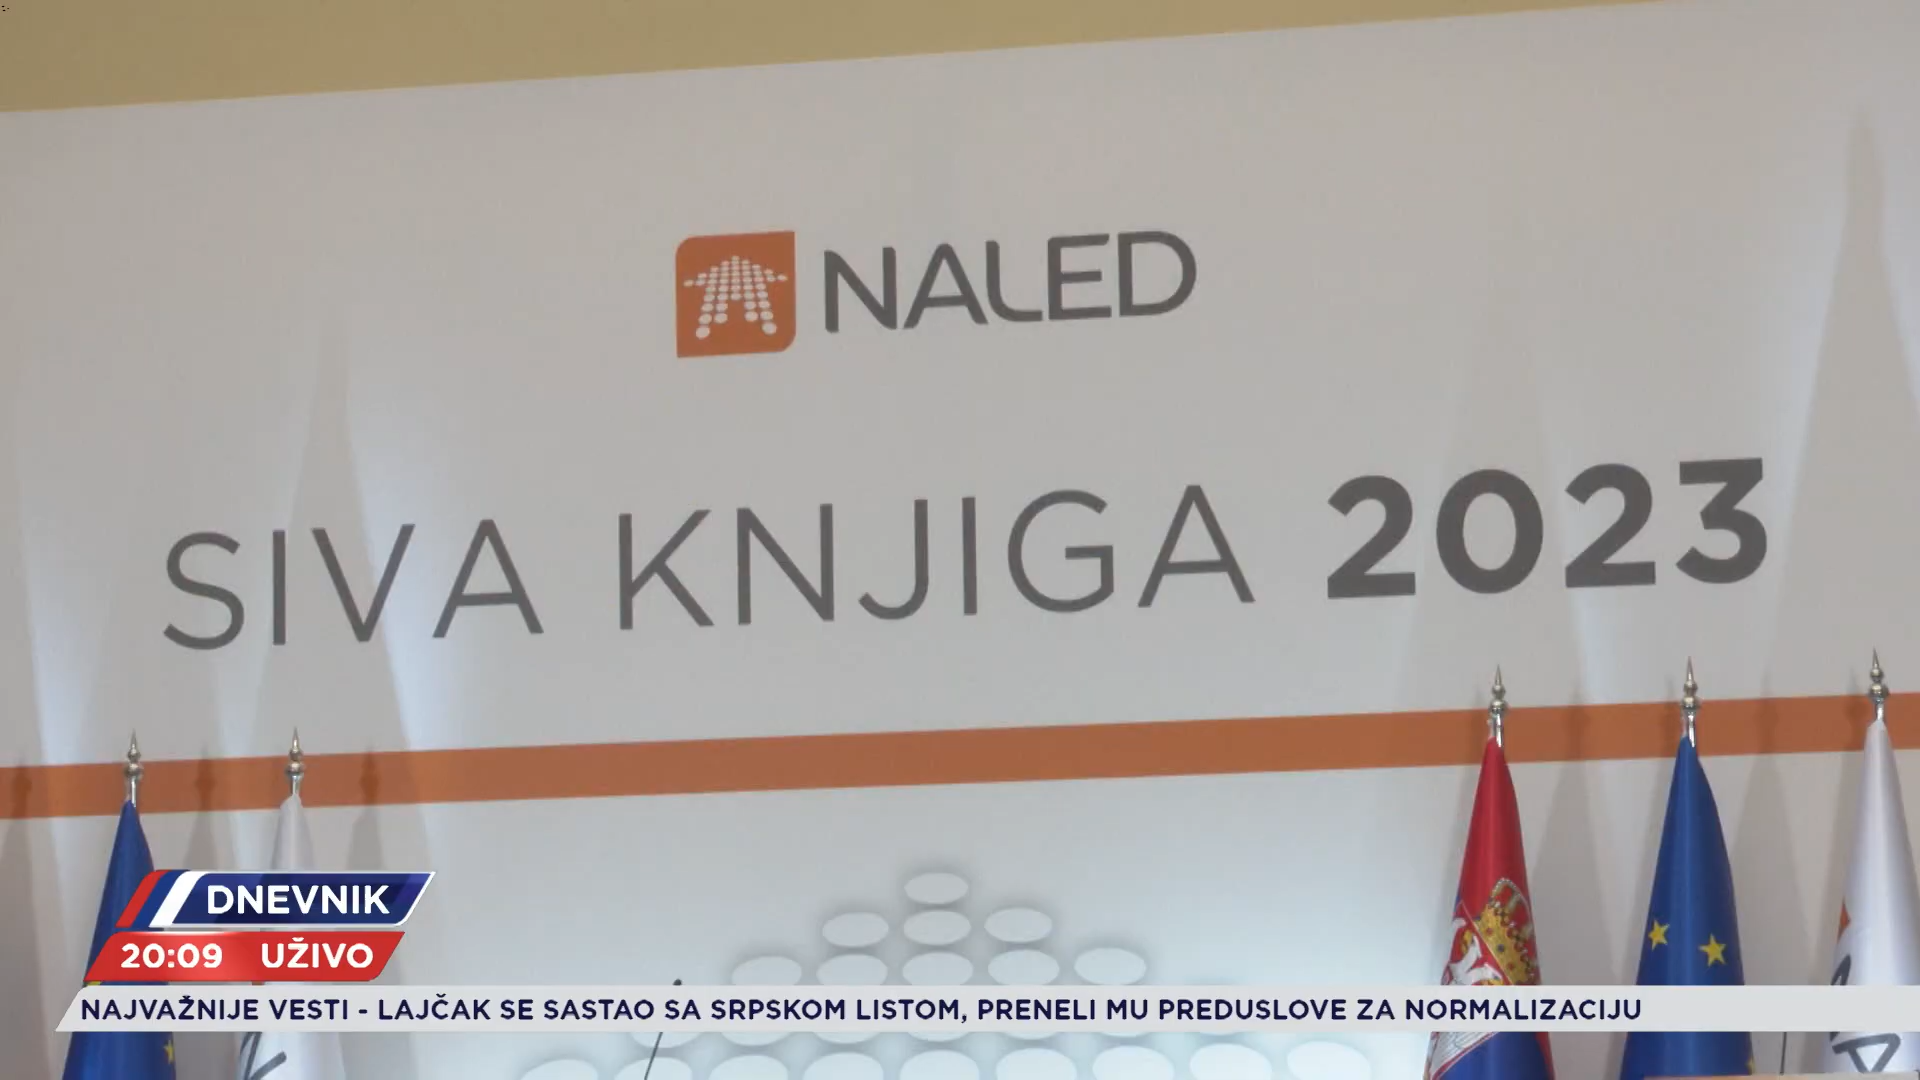 NALED
SIVA KNJIGA 2023
DNEVNIK
20:09 UŽIVO
NAJVAŽNIJE VESTI - LAJČAK SE SASTAO SA SRPSKOM LISTOM, PRENELI MU PREDUSLOVE ZA NORMALIZACIJU